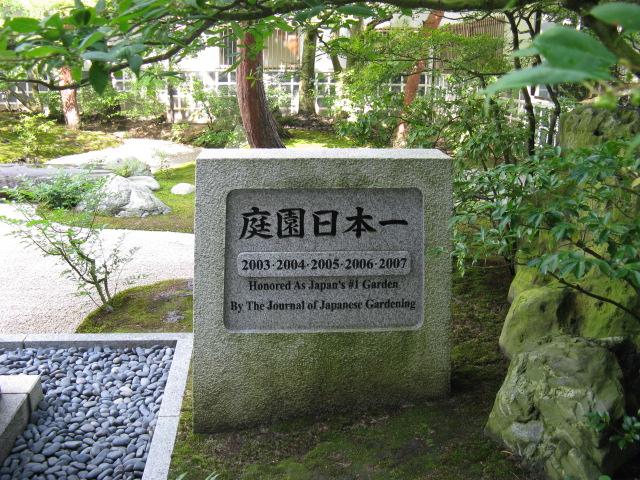 庭園日本一
2003·2004·2005·2006·2007
Honored As Japan's #1 Garden
By The Journal of Japanese Gardening